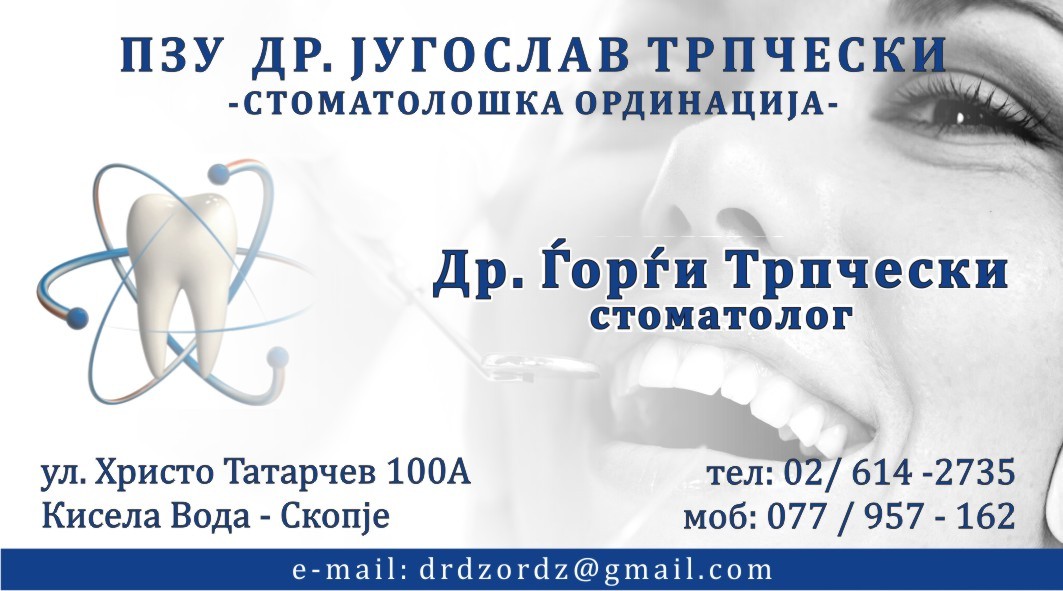 ПЗУ ДР. ЈУГОСЛАВ ТРПЧЕСКИ
-СТОМАТОЛОШКА ОРДИНАЦИЈА-
Др. Ѓорѓи Трпчески
стоматолог
ул. Христо Татарчев 100А
Кисела Вода - Скопје
тел: 02/ 614 -2735
моб: 077 / 957 - 162
e-mail: drdzordz@gmail.com